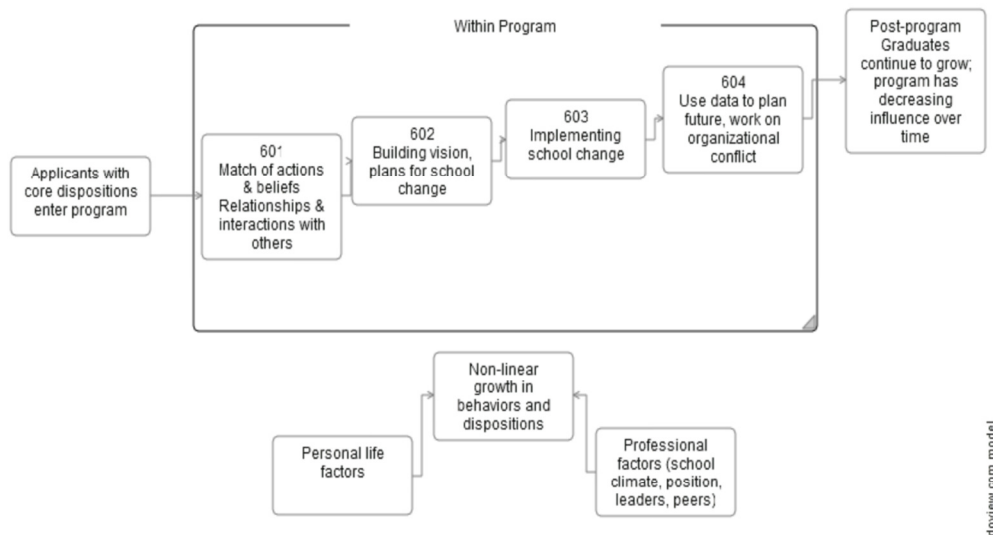 Within Program
Applicants with
core dispositions
enter program
601
Match of actions
& beliefs
Relationships &
interactions with
others
602
Building vision,
plans for school
change
603
Implementing
school change
604
Use data to plan
future, work on
organizational
conflict
Post-program
Graduates
continue to grow;
program has
decreasing
influence over
time
Non-linear
growth in
behaviors and
dispositions
Personal life
factors
Professional
factors (school
climate, position,
leaders, peers)
doview.com model